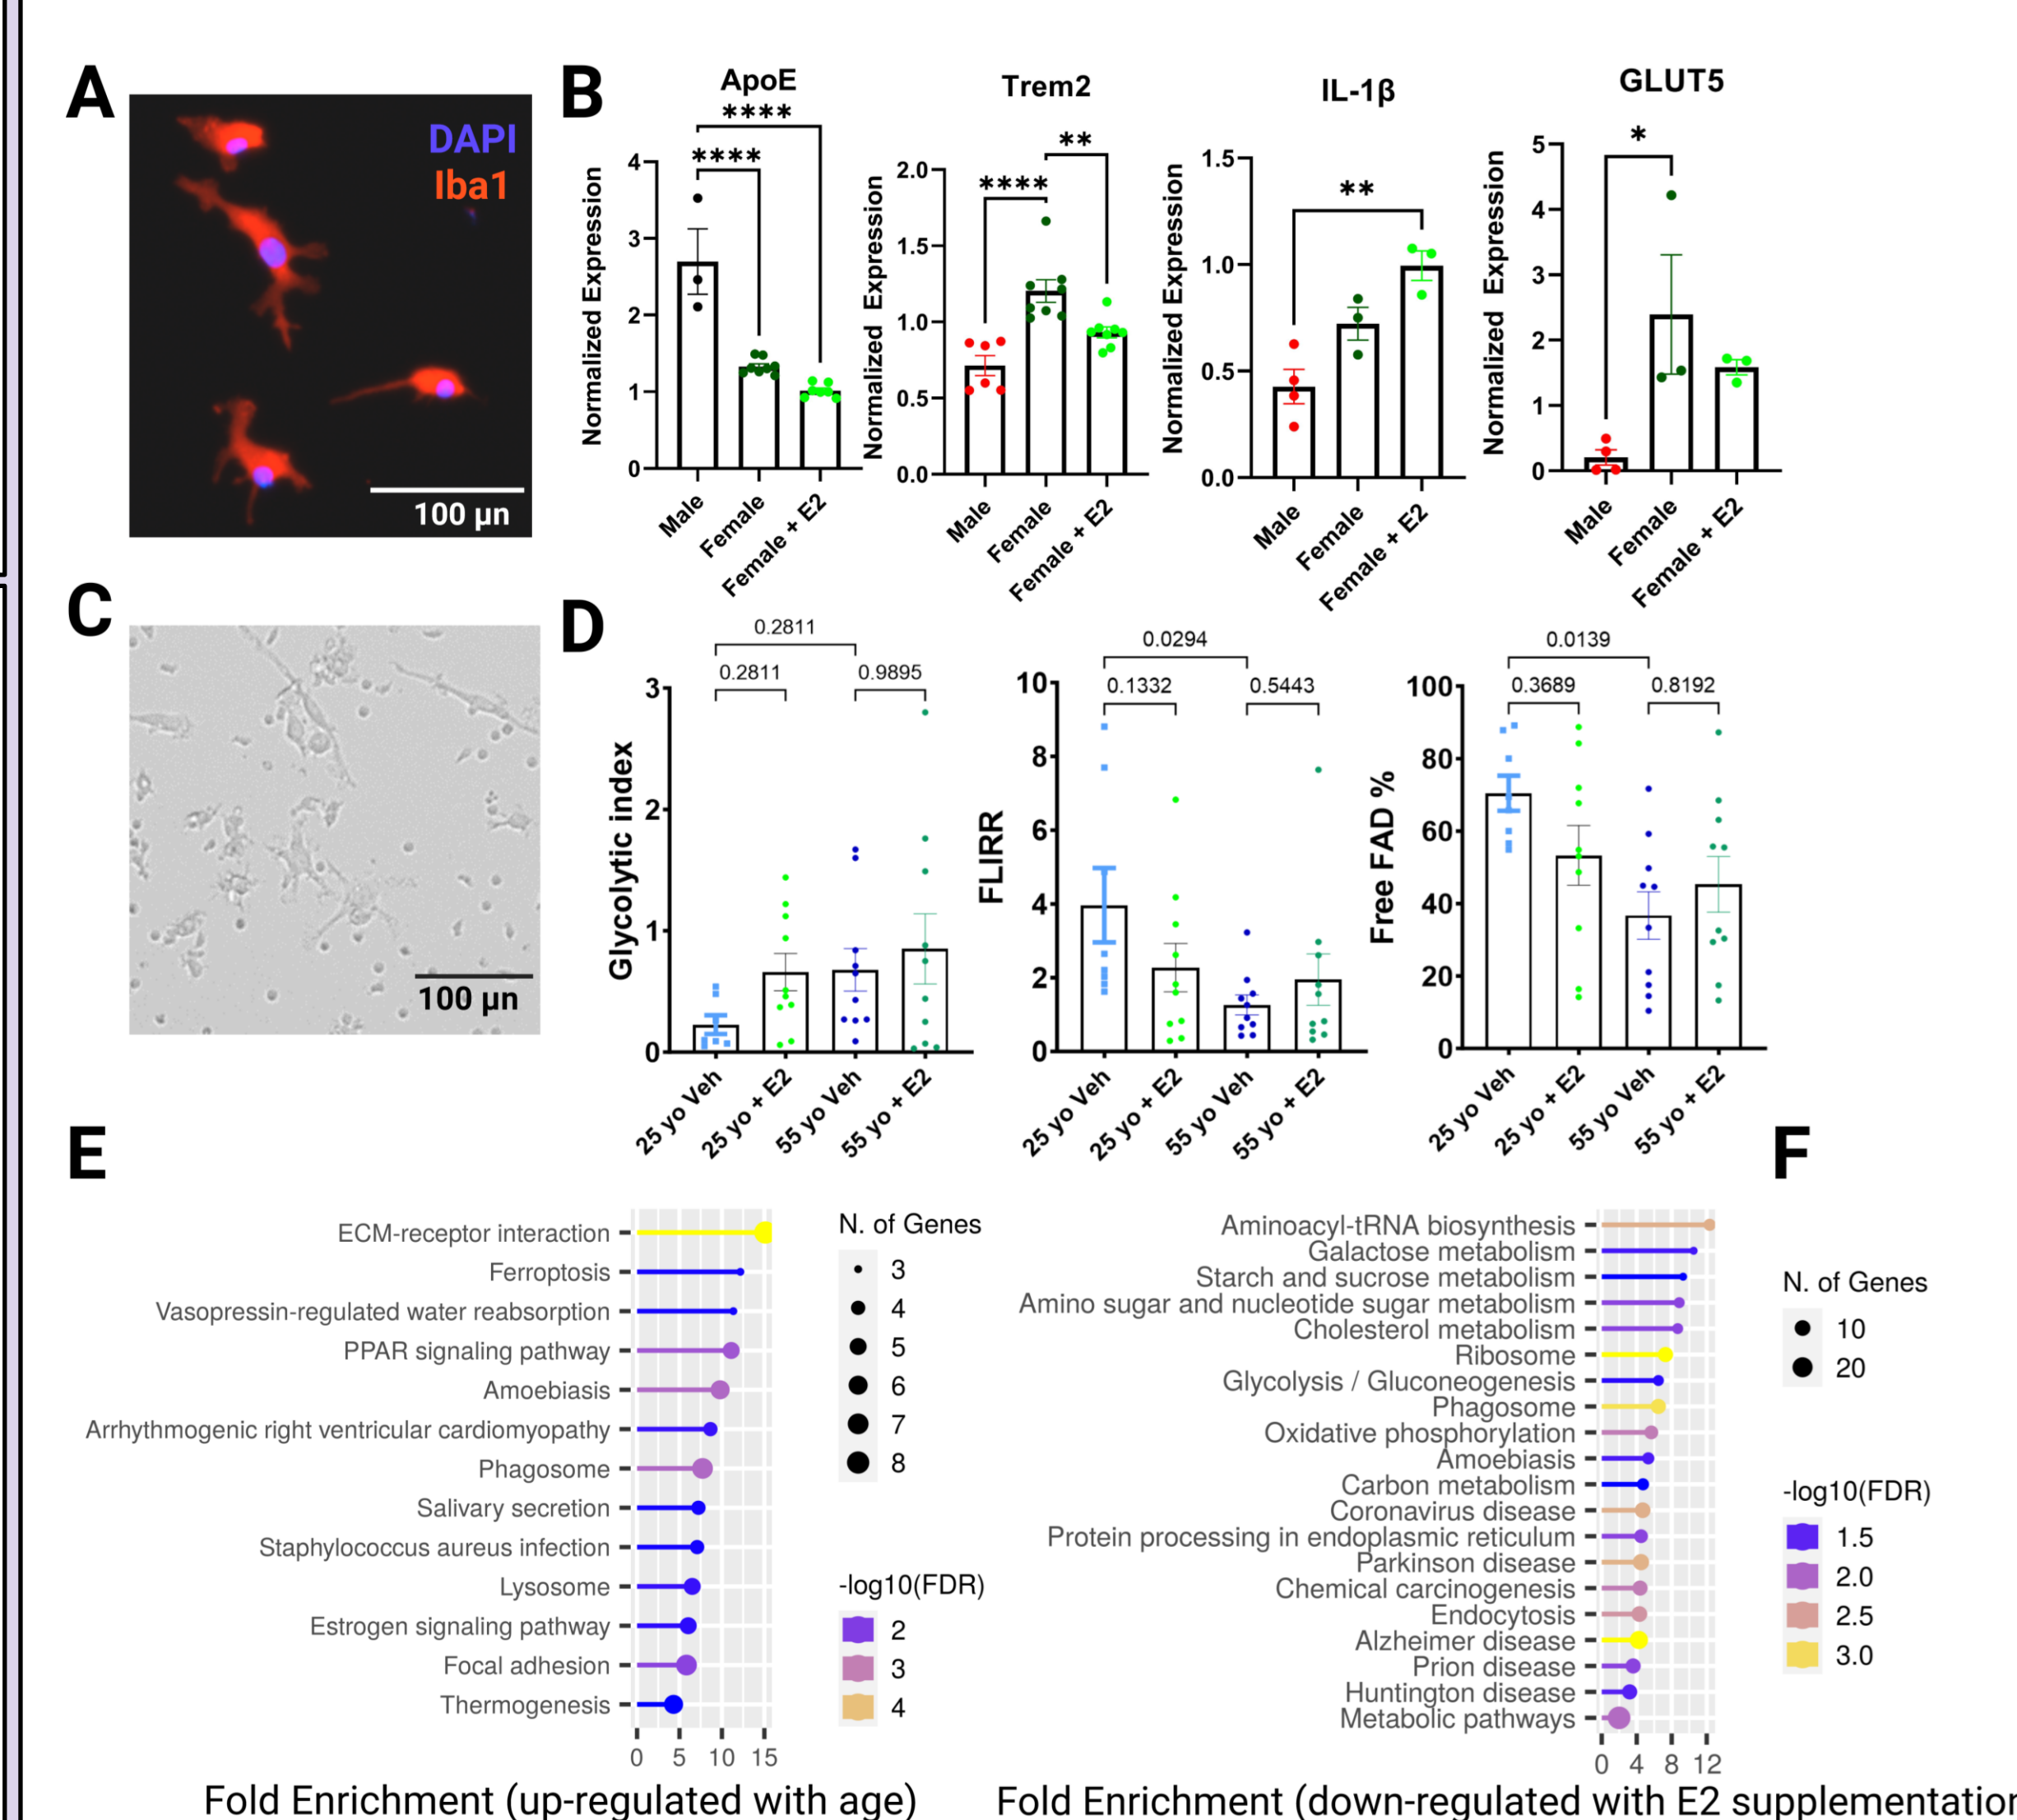 A
DAPI
Iba1
100 µn
B
ApoE
****
****
Normalized Expression
4
3
2
1
0
Male
Female
Female + E2
Trem2
**
****
Normalized Expression
2.0
1.5
1.0
0.5
0.0
Male
Female
Female + E2
IL-1β
**
Normalized Expression
1.5
1.0
0.5
0.0
Male
Female
Female + E2
GLUT5
*
Normalized Expression
5
4
3
2
1
0
Male
Female
Female + E2
C
100 µn
D
0.2811
0.2811
0.9895
Glycolytic index
3
2
1
0
25 yo Veh
25 yo + E2
55 yo Veh
55 yo + E2
0.0294
0.1332
0.5443
FLIRR
10
8
6
4
2
0
25 yo Veh
25 yo + E2
55 yo Veh
55 yo + E2
0.0139
0.3689
0.8192
Free FAD %
100
80
60
40
20
0
25 yo Veh
25 yo + E2
55 yo Veh
55 yo + E2
E
ECM-receptor interaction
Ferroptosis
Vasopressin-regulated water reabsorption
PPAR signaling pathway
Amoebiasis
Arrhythmogenic right ventricular cardiomyopathy
Phagosome
Salivary secretion
Staphylococcus aureus infection
Lysosome
Estrogen signaling pathway
Focal adhesion
Thermogenesis
0 5 10 15
Fold Enrichment (up-regulated with age)
N. of Genes
3
4
5
6
7
8
-log10(FDR)
2
3
4
F
Aminoacyl-tRNA biosynthesis
Galactose metabolism
Starch and sucrose metabolism
Amino sugar and nucleotide sugar metabolism
Cholesterol metabolism
Ribosome
Glycolysis / Gluconeogenesis
Phagosome
Oxidative phosphorylation
Amoebiasis
Carbon metabolism
Coronavirus disease
Protein processing in endoplasmic reticulum
Parkinson disease
Chemical carcinogenesis
Endocytosis
Alzheimer disease
Prion disease
Huntington disease
Metabolic pathways
0 4 8 12
Fold Enrichment (down-regulated with E2 supplementation
N. of Genes
10
20
-log10(FDR)
1.5
2.0
2.5
3.0